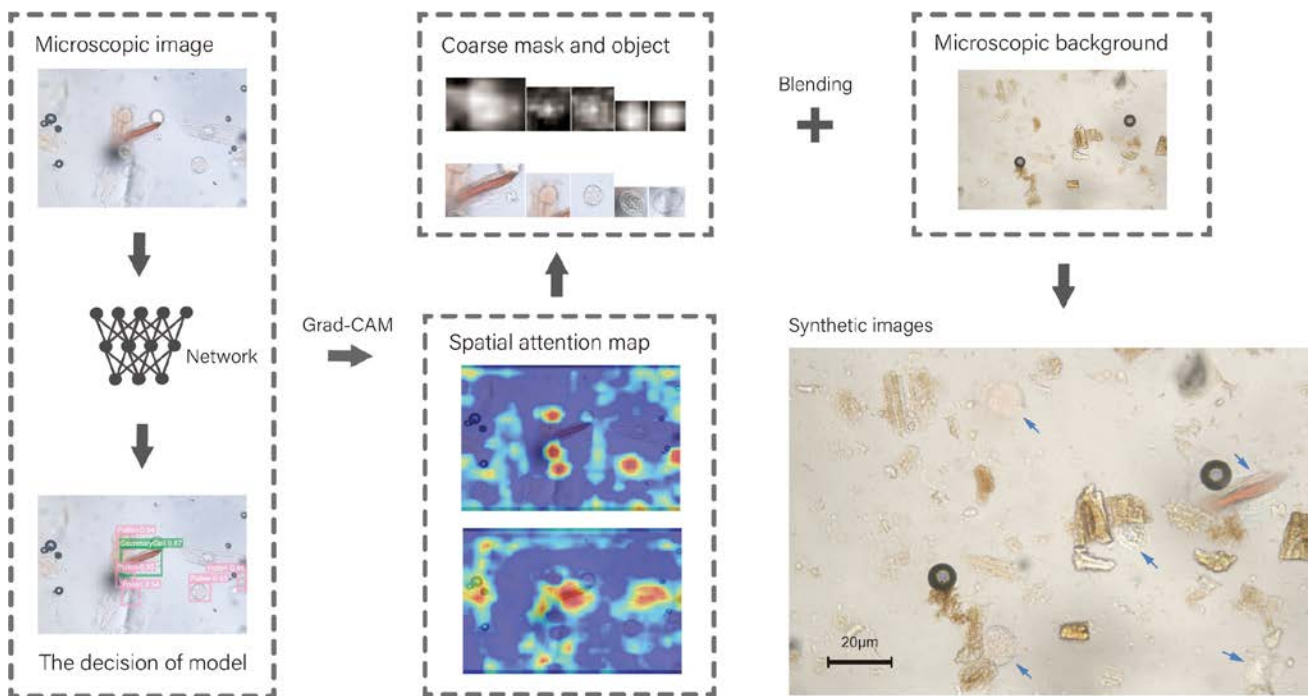 Microscopic image
Network
The decision of model
Grad-CAM
Coarse mask and object
Spatial attention map
Blending
Microscopic background
Synthetic images
20μm